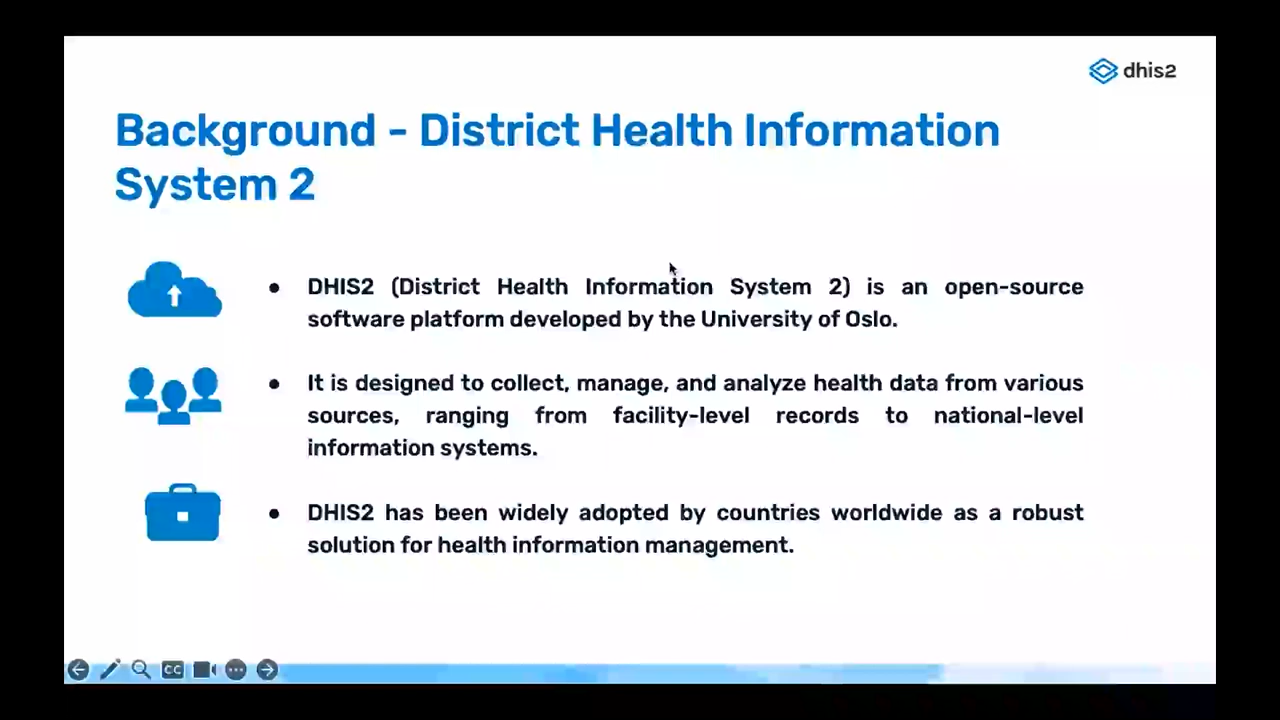 dhis2
Background - District Health Information
System 2
● DHIS2 (District Health Information System 2) is an open-source
software platform developed by the University of Oslo.
● It is designed to collect, manage, and analyze health data from various
sources, ranging from facility-level records to national-level
information systems.
● DHIS2 has been widely adopted by countries worldwide as a robust
solution for health information management.
CC